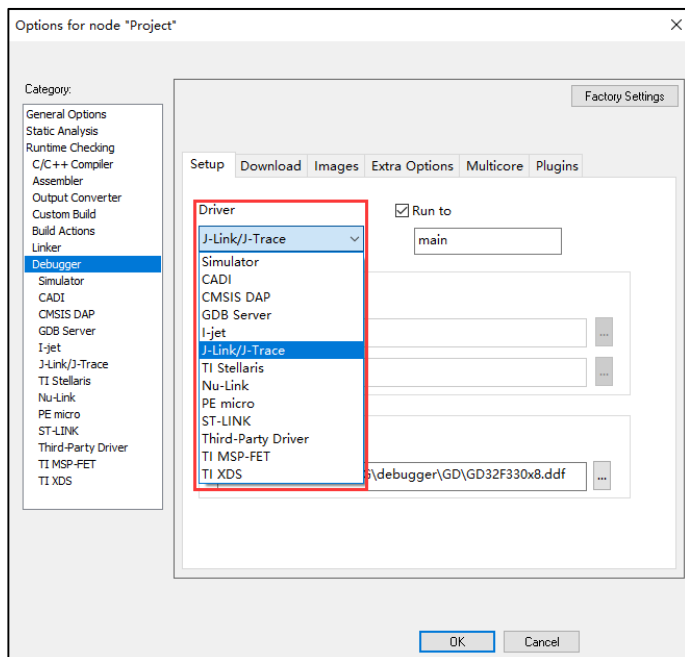 Options for node "Project"
Category:
General Options
Static Analysis
Runtime Checking
C/C++ Compiler
Assembler
Output Converter
Custom Build
Build Actions
Linker
Debugger
Simulator
CADI
CMSIS DAP
GDB Server
I-jet
J-Link/J-Trace
TI Stellaris
Nu-Link
PE micro
ST-LINK
Third-Party Driver
TI MSP-FET
TI XDS
Factory Settings
Setup Download Images Extra Options Multicore Plugins
Driver
J-Link/J-Trace
Simulator
CADI
CMSIS DAP
GDB Server
I-jet
J-Link/J-Trace
TI Stellaris
Nu-Link
PE micro
ST-LINK
Third-Party Driver
TI MSP-FET
TI XDS
Run to
main
...
...
\debugger\GD\GD32F330x8.ddf
...
OK Cancel